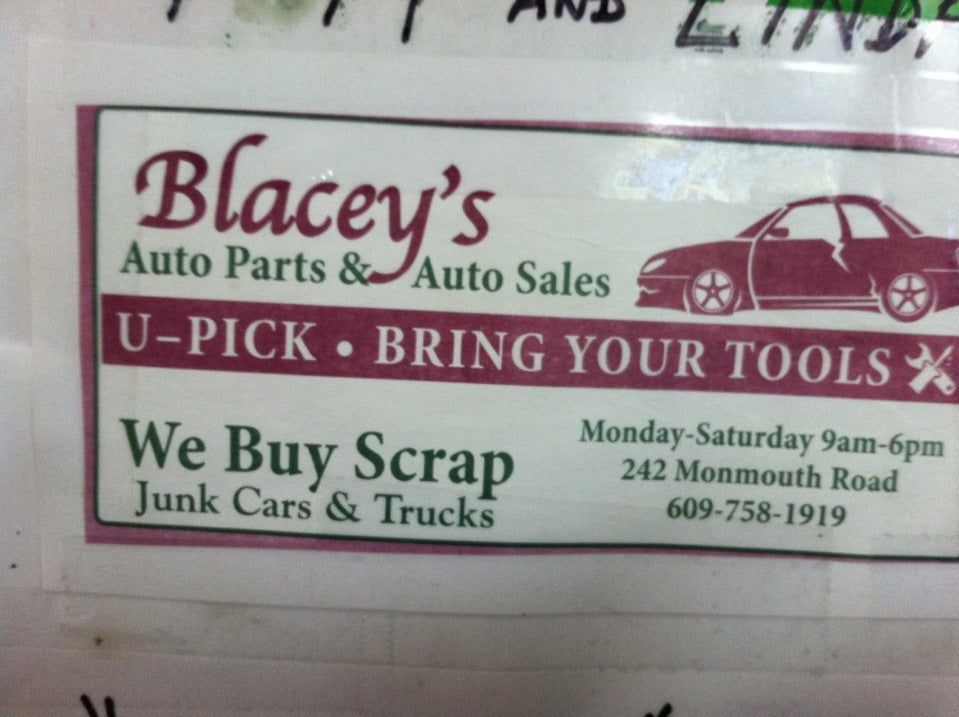 AND
Blacey's
Auto Parts & Auto Sales
U-PICK • BRING YOUR TOOLS
We Buy Scrap
Junk Cars & Trucks
Monday-Saturday 9am-6pm
242 Monmouth Road
609-758-1919